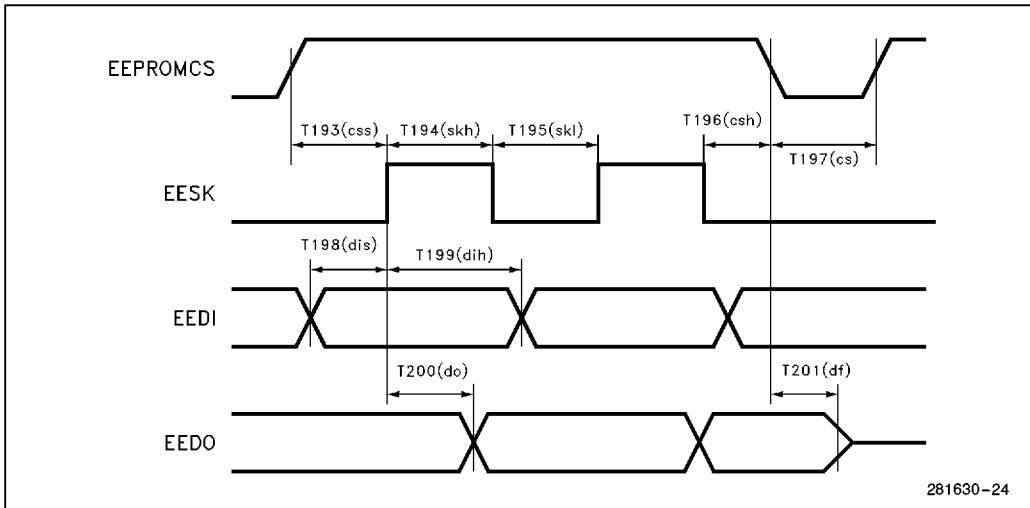 EEPROMCS
T193(css) T194(skh) T195(skl) T196(csh)
T197(cs)
EESK
T198(dis) T199(dih)
EEDI
T200(do) T201(df)
EEDO
281630-24